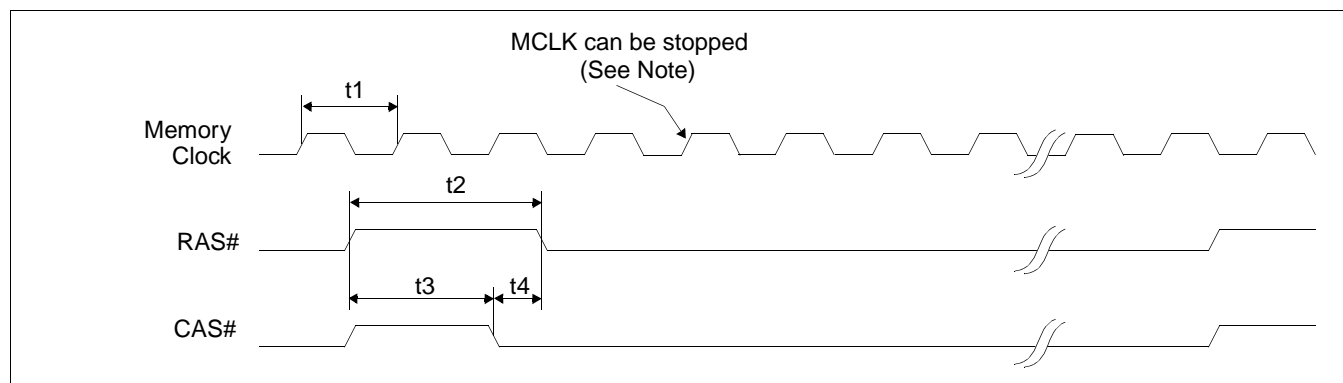 MCLK can be stopped
(See Note)
t1
Memory
Clock
t2
RAS#
t3
t4
CAS#